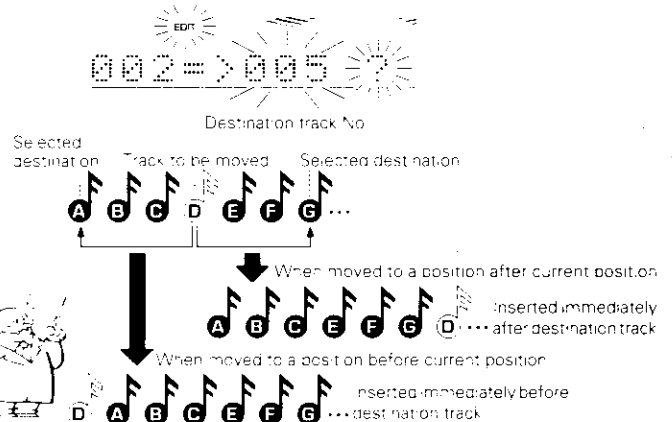 EDIT
002=>005 ?
Destination track No
Selected
destination
Track to be moved
Selected destination
A B C D E F G ...
When moved to a position after current position
A B C E F G D ....
Inserted immediately
after destination track
When moved to a position before current position
D A B C E F G ...
Inserted immediately before
destination track